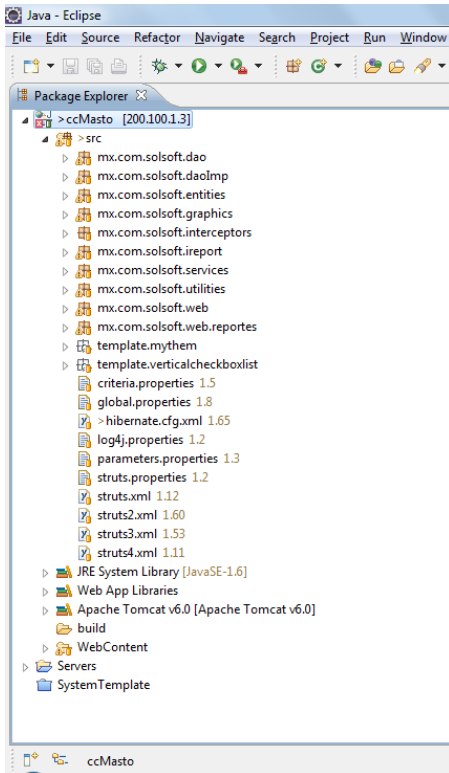 Java - Eclipse
File Edit Source Refactor Navigate Search Project Run Window
Package Explorer
>ccMasto [200.100.1.3]
>src
mx.com.solsoft.dao
mx.com.solsoft.daoImp
mx.com.solsoft.entities
mx.com.solsoft.graphics
mx.com.solsoft.interceptors
mx.com.solsoft.ireport
mx.com.solsoft.services
mx.com.solsoft.utilities
mx.com.solsoft.web
mx.com.solsoft.web.reportes
template.mythem
template.verticalcheckboxlist
criteria.properties 1.5
global.properties 1.8
>hibernate.cfg.xml 1.65
log4j.properties 1.2
parameters.properties 1.3
struts.properties 1.2
struts.xml 1.12
struts2.xml 1.60
struts3.xml 1.53
struts4.xml 1.11
JRE System Library [JavaSE-1.6]
Web App Libraries
Apache Tomcat v6.0 [Apache Tomcat v6.0]
build
WebContent
Servers
SystemTemplate
ccMasto